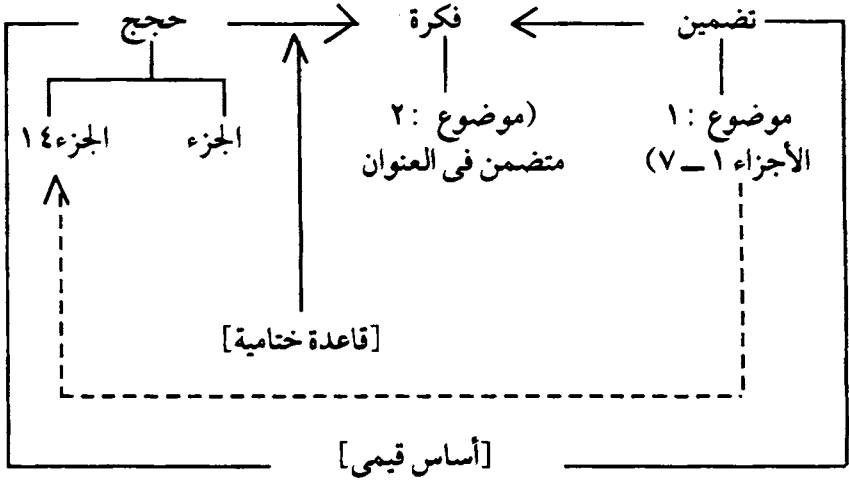 تضمين
فكرة
حجج
موضوع : ١
الأجزاء ١ — ٧)
(موضوع : ٢
متضمن فى العنوان
الجزء
الجزء١٤
[قاعدة ختامية]
[أساس قيمى]